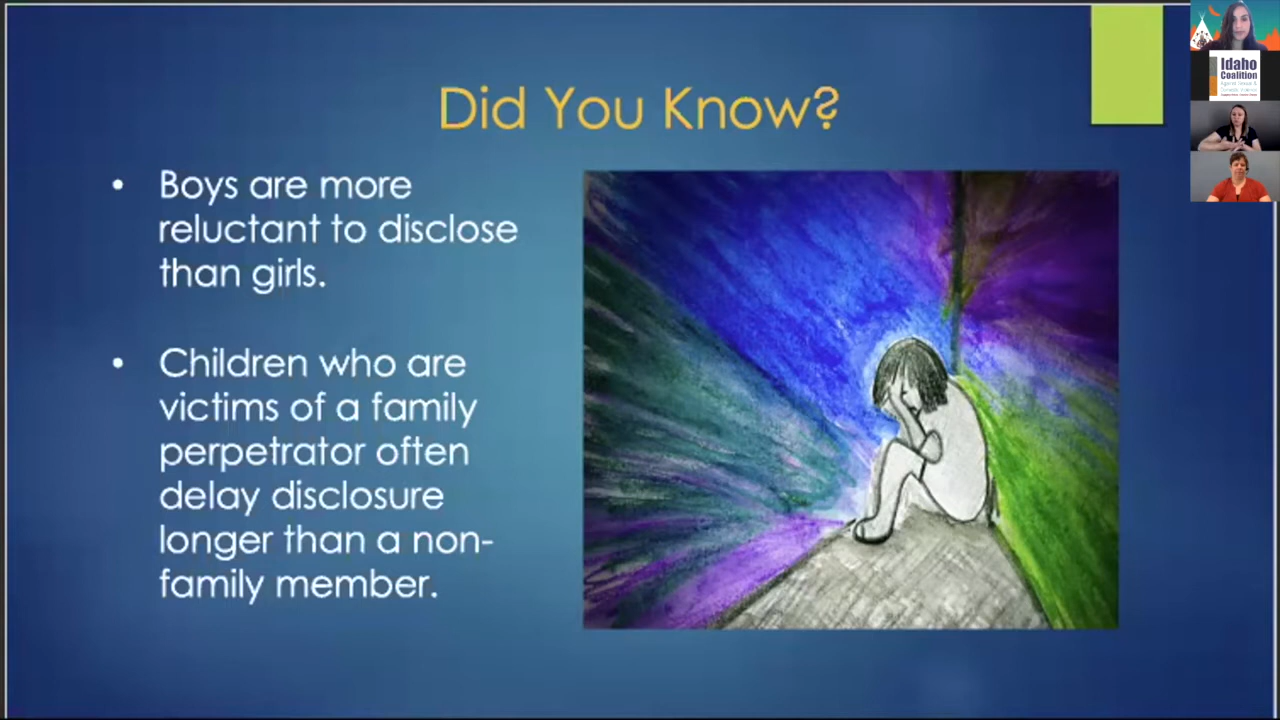 Did You Know?
• Boys are more
reluctant to disclose
than girls.
• Children who are
victims of a family
perpetrator often
delay disclosure
longer than a non-
family member.
Idaho
Coalition